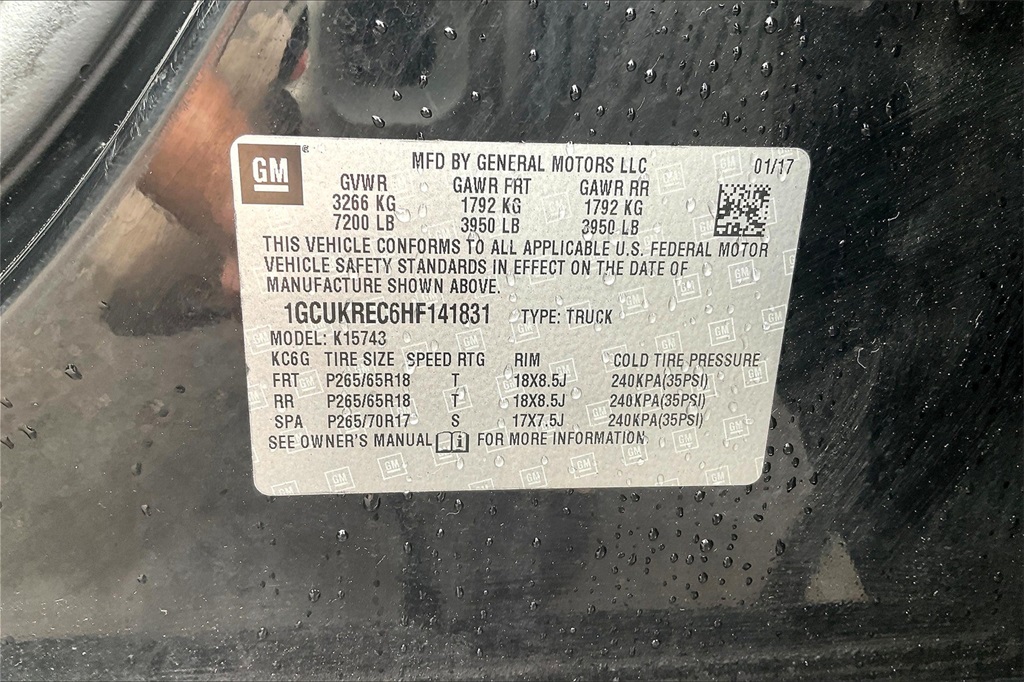 GM ® MFD BY GENERAL MOTORS LLC 01/17
GVWR GAWR FRT GAWR RR
3266 KG 1792 KG 1792 KG
7200 LB 3950 LB 3950 LB
THIS VEHICLE CONFORMS TO ALL APPLICABLE U.S. FEDERAL MOTOR
VEHICLE SAFETY STANDARDS IN EFFECT ON THE DATE OF
MANUFACTURE SHOWN ABOVE.
1GCUKREC6HF141831 TYPE: TRUCK
MODEL: K15743
KC6G TIRE SIZE SPEED RTG RIM COLD TIRE PRESSURE
FRT P265/65R18 T 18X8.5J 240KPA(35PSI)
RR P265/65R18 T 18X8.5J 240KPA(35PSI)
SPA P265/70R17 S 17X7.5J 240KPA(35PSI)
SEE OWNER'S MANUAL FOR MORE INFORMATION